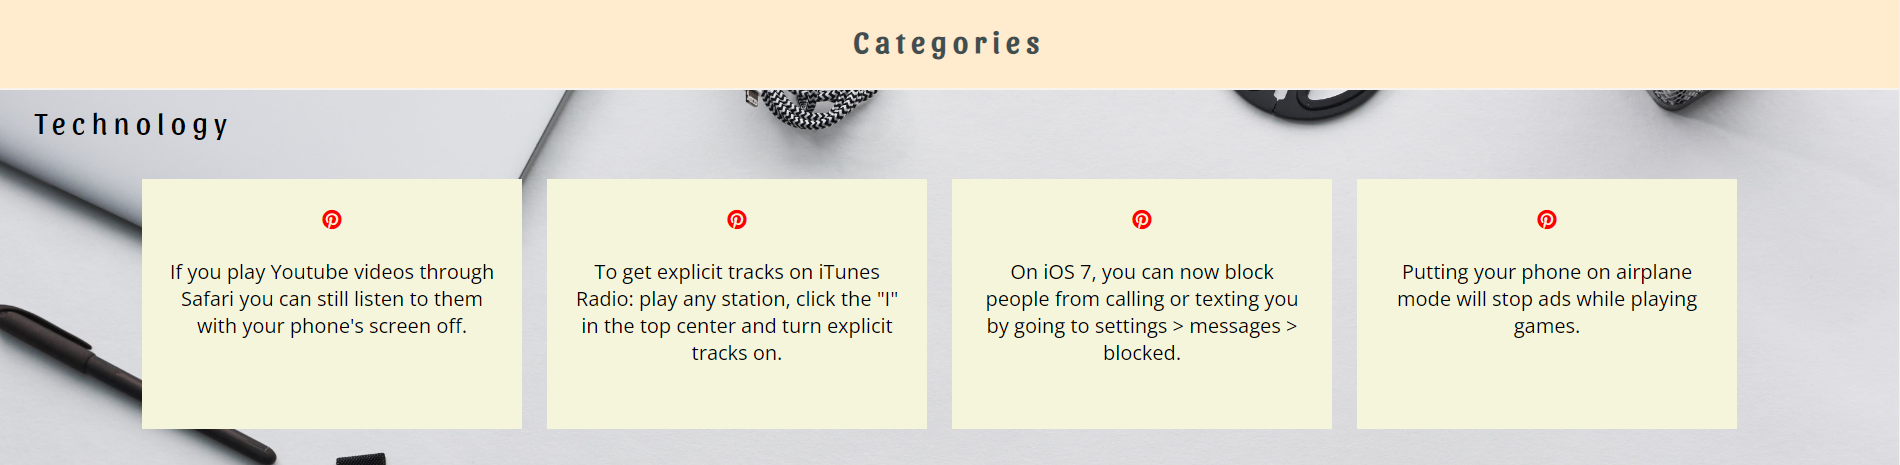 Categories
Technology
If you play Youtube videos through
Safari you can still listen to them
with your phone's screen off.
To get explicit tracks on iTunes
Radio: play any station, click the "I"
in the top center and turn explicit
tracks on.
On iOS 7, you can now block
people from calling or texting you
by going to settings > messages >
blocked.
Putting your phone on airplane
mode will stop ads while playing
games.